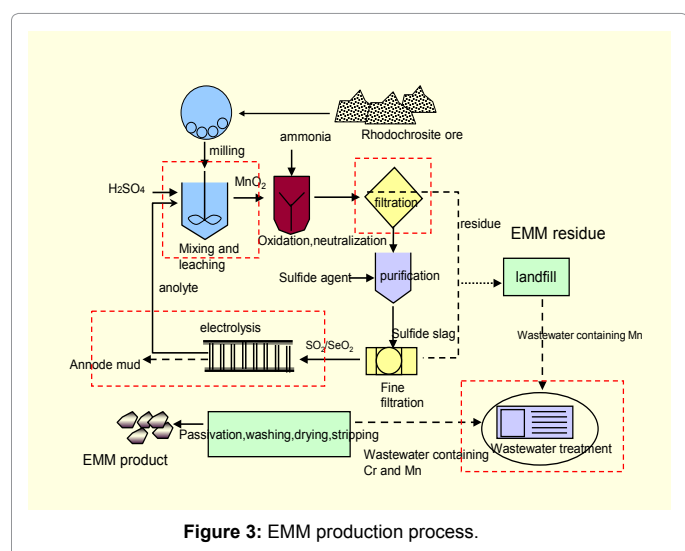 Rhodochrosite ore
milling
ammonia
H₂SO₄
MnO₂
Mixing and
leaching
Oxidation,neutralization
filtration
residue
EMM residue
anolyte
Sulfide agent
purification
landfill
Wastewater containing Mn
electrolysis
SO₂/SeO₂
Sulfide slag
Annode mud
Fine
filtration
Passivation,washing,drying,stripping
EMM product
Wastewater containing
Cr and Mn
Wastewater treatment
Figure 3: EMM production process.